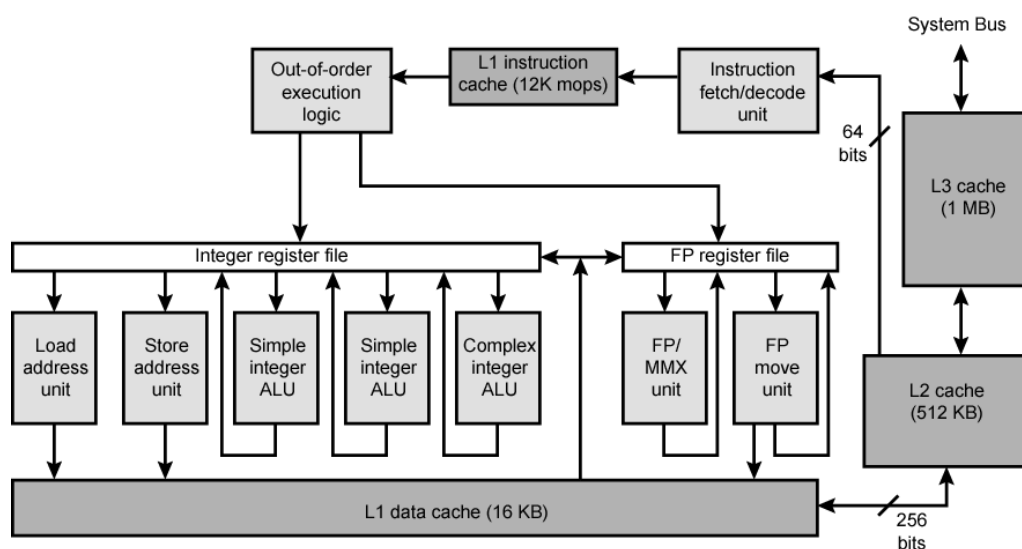 System Bus
Out-of-order
execution
logic
L1 instruction
cache (12K mops)
Instruction
fetch/decode
unit
64
bits
L3 cache
(1 MB)
Integer register file
FP register file
Load
address
unit
Store
address
unit
Simple
integer
ALU
Simple
integer
ALU
Complex
integer
ALU
FP/
MMX
unit
FP
move
unit
L2 cache
(512 KB)
L1 data cache (16 KB)
256
bits